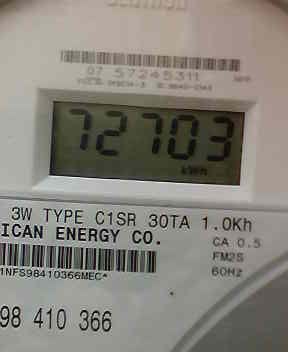 07 57245311
72703
kWh
3W TYPE C1SR 30TA 1.0Kh
ICAN ENERGY CO.
CA 0.5
FM2S
60Hz
1NFS98410366MEC*
98 410 366